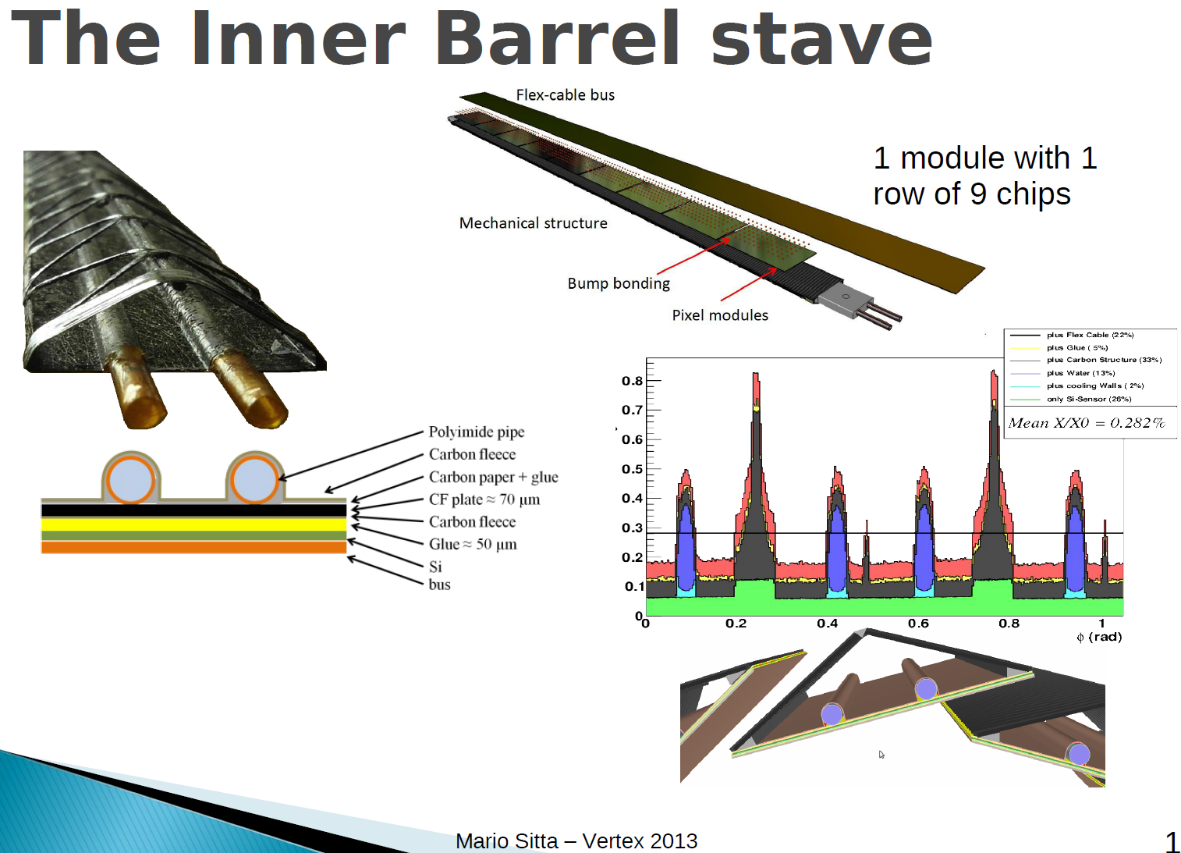 The Inner Barrel stave
Flex-cable bus
1 module with 1
row of 9 chips
Mechanical structure
Bump bonding
Pixel modules
plus Flex Cable (22%)
plus Glue ( 5%)
plus Carbon Structure (33%)
plus Water (13%)
plus cooling Walls ( 2%)
only Si-Sensor (26%)
Mean X/X0 = 0.282%
0.8
0.7
0.6
0.5
0.4
0.3
0.2
0.1
0
0 0.2 0.4 0.6 0.8 1
ϕ (rad)
Polyimide pipe
Carbon fleece
Carbon paper + glue
CF plate ≈ 70 μm
Carbon fleece
Glue ≈ 50 μm
Si
bus
Mario Sitta – Vertex 2013
1